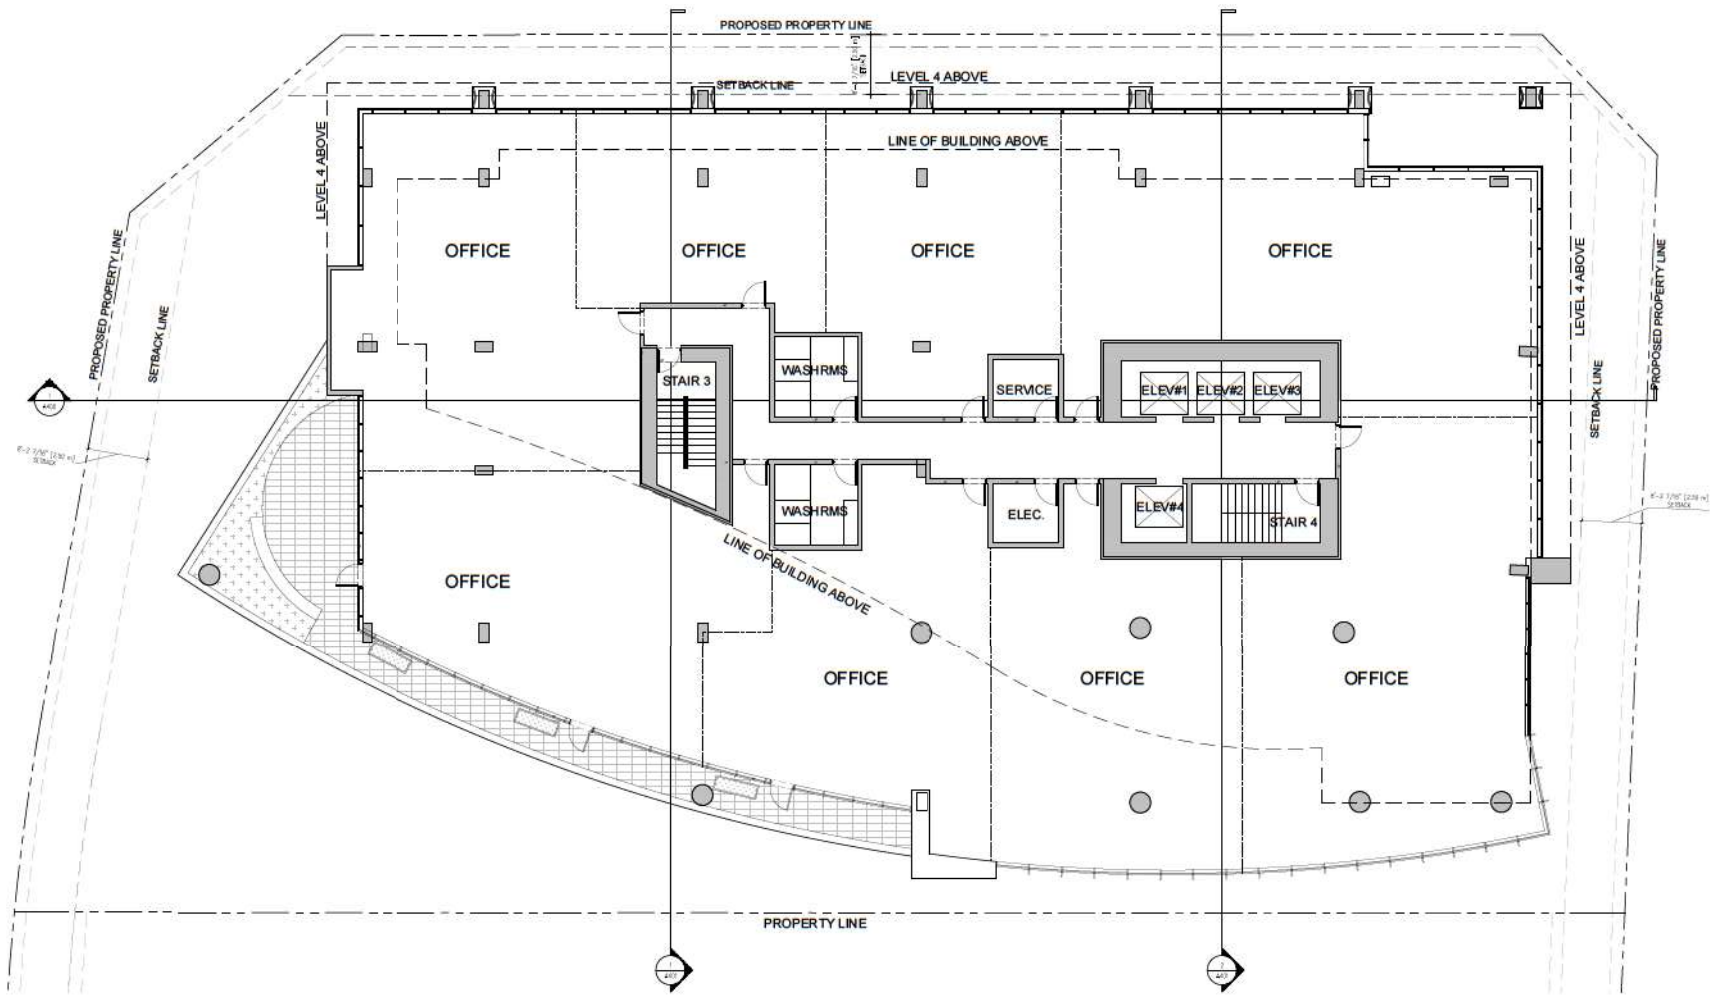 PROPOSED PROPERTY LINE
LEVEL 4 ABOVE
SETBACK LINE
LINE OF BUILDING ABOVE
LEVEL 4 ABOVE
OFFICE
OFFICE
OFFICE
OFFICE
LEVEL 4 ABOVE
PROPOSED PROPERTY LINE
PROPOSED PROPERTY LINE
SETBACK LINE
WASHRMS
STAIR 3
SERVICE
ELEV#1
ELEV#2
ELEV#3
SETBACK LINE
SETBACK
SETBACK
WASHRMS
ELEC.
ELEV#4
STAIR 4
LINE OF BUILDING ABOVE
OFFICE
OFFICE
OFFICE
OFFICE
PROPERTY LINE